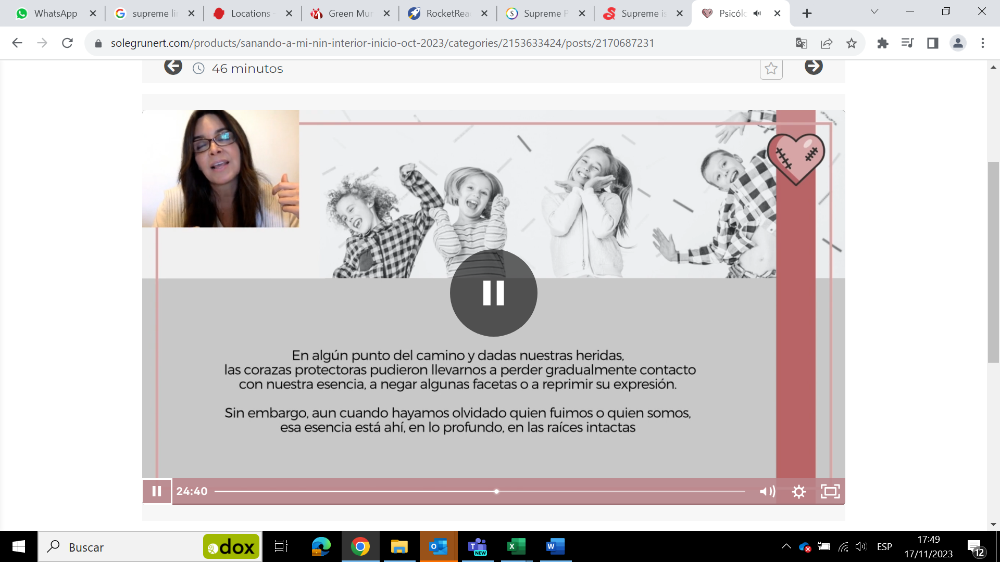 WhatsApp
supreme li
Locations -
Green Mur
RocketRea
Supreme P
Supreme is
Psicólo
solegrunert.com/products/sanando-a-mi-nin-interior-inicio-oct-2023/categories/2153633424/posts/2170687231
46 minutos
En algún punto del camino y dadas nuestras heridas,
las corazas protectoras pudieron llevarnos a perder gradualmente contacto
con nuestra esencia, a negar algunas facetas o a reprimir su expresión.
Sin embargo, aun cuando hayamos olvidado quien fuimos o quien somos,
esa esencia está ahí, en lo profundo, en las raíces intactas
24:40
Buscar
dox
NEW
ESP
17:49
17/11/2023
12